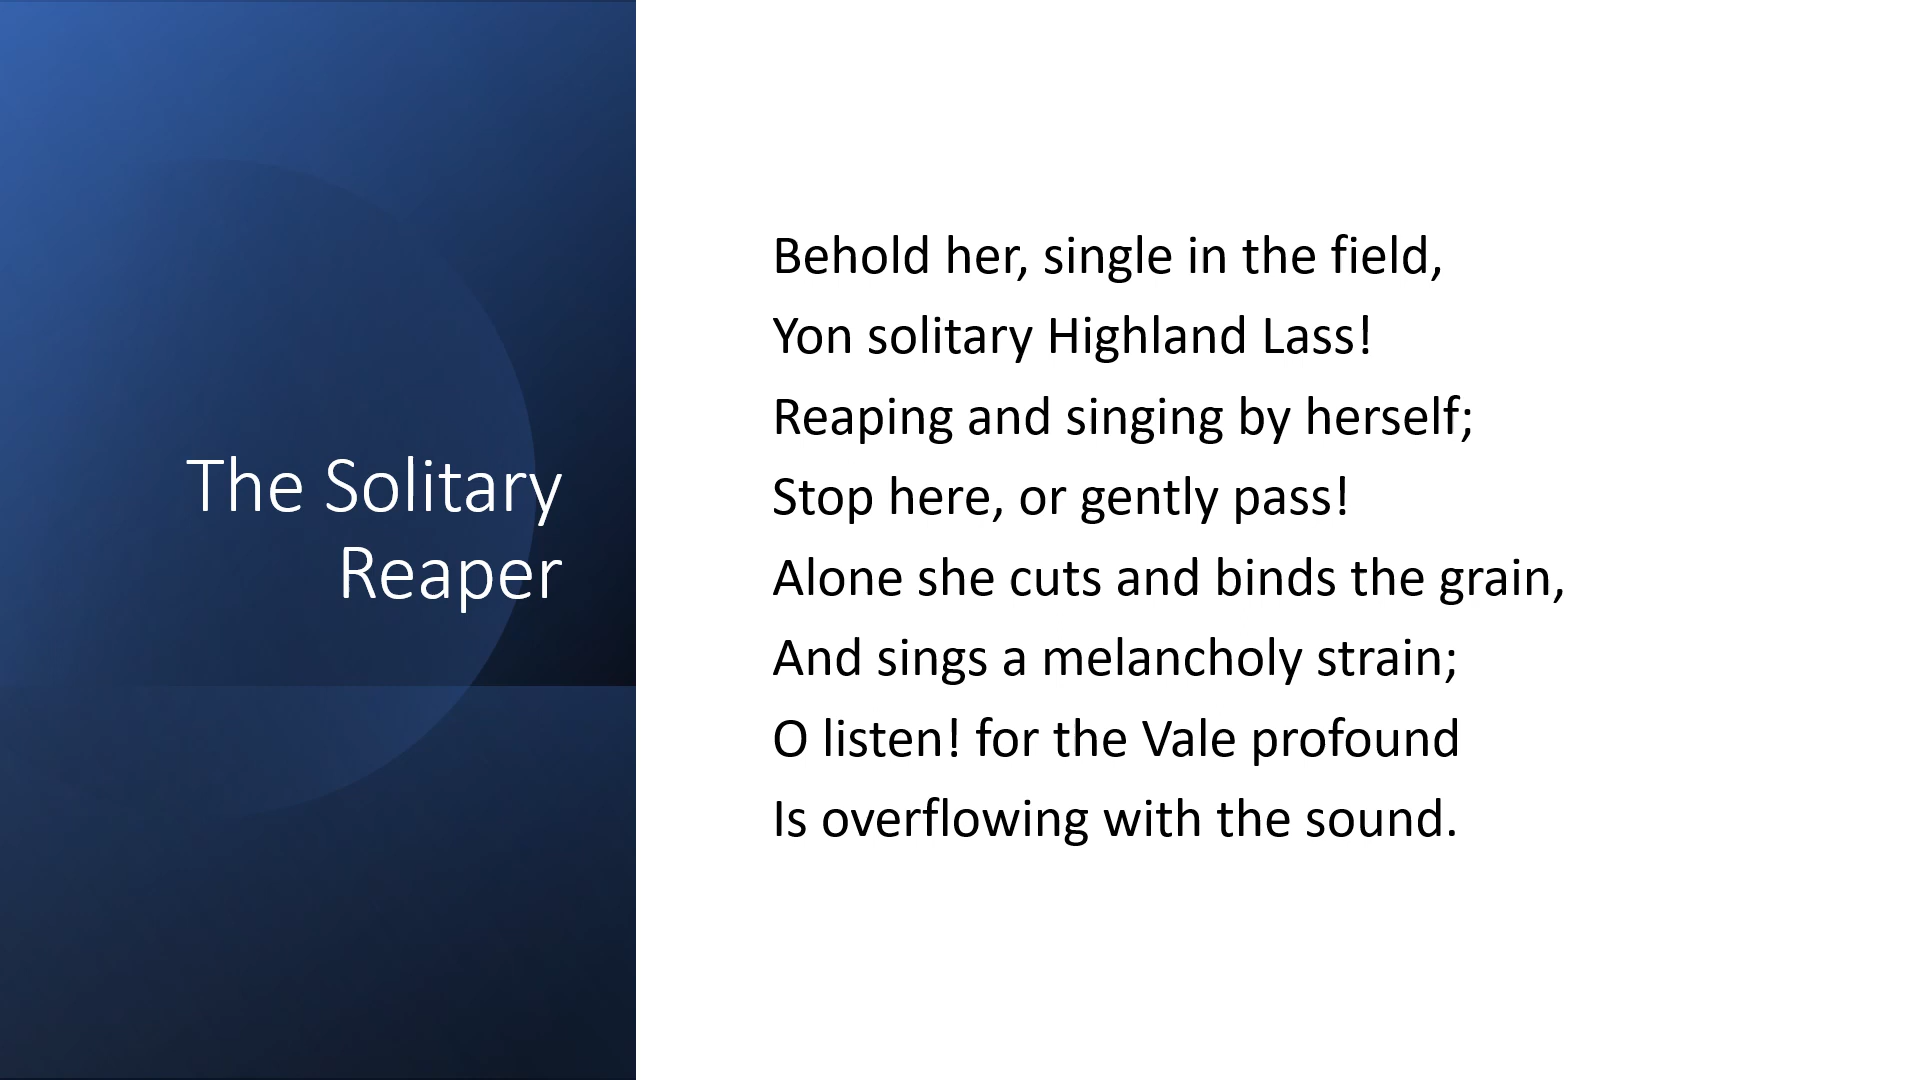 The Solitary
Reaper
Behold her, single in the field,
Yon solitary Highland Lass!
Reaping and singing by herself;
Stop here, or gently pass!
Alone she cuts and binds the grain,
And sings a melancholy strain;
O listen! for the Vale profound
Is overflowing with the sound.